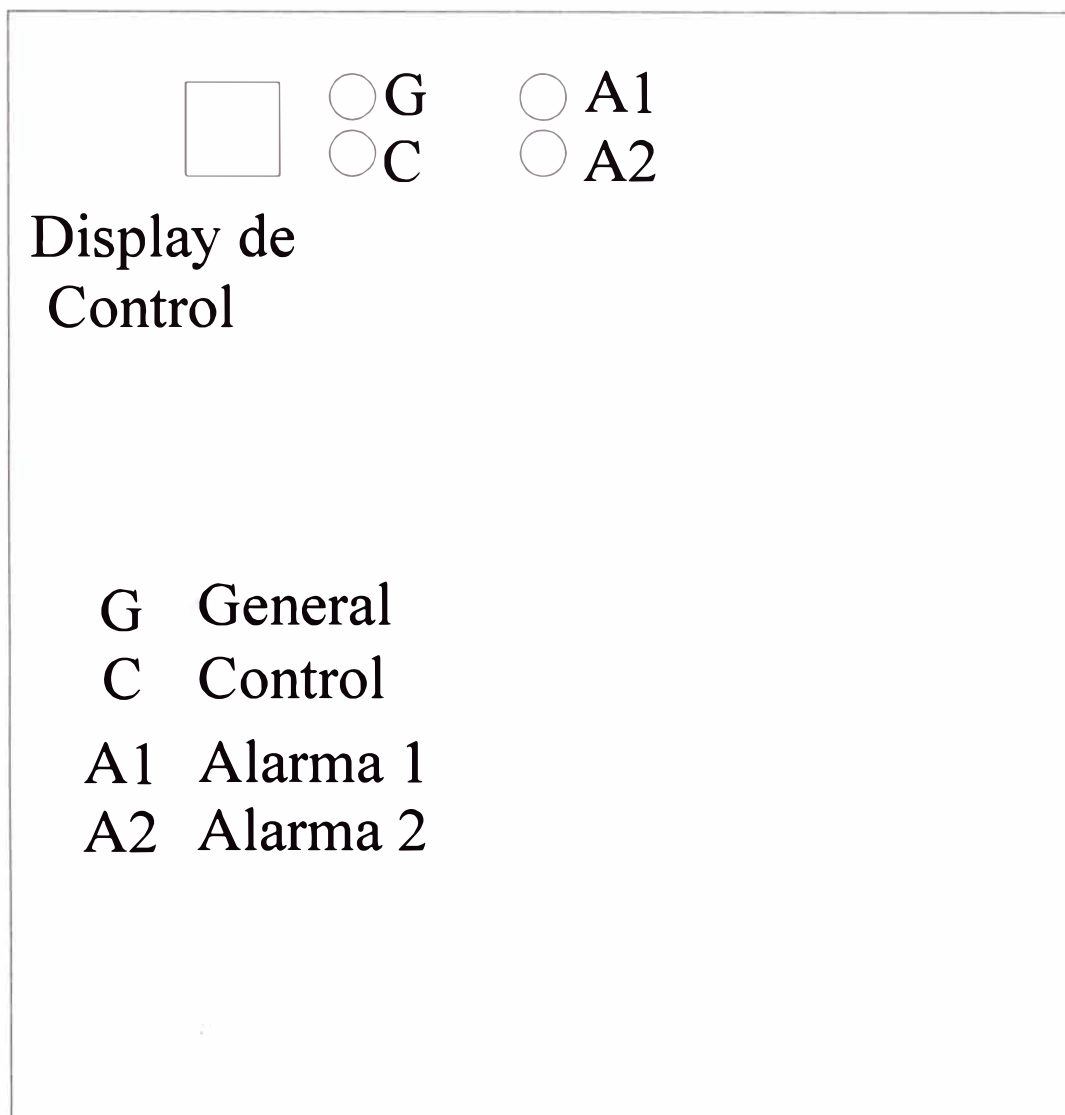 G A1
C A2
Display de
Control
G General
C Control
A1 Alarma 1
A2 Alarma 2